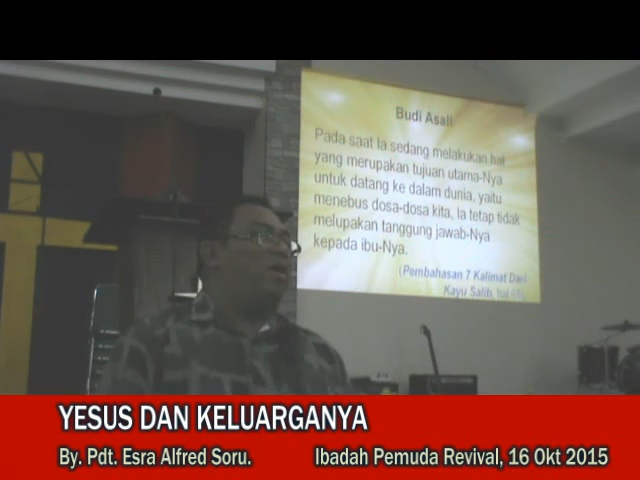 Budi Asali
Pada saat Ia sedang melakukan hal
yang merupakan tujuan utama-Nya
untuk datang ke dalam dunia, yaitu
menebus dosa-dosa kita, Ia tetap tidak
melupakan tanggung jawab-Nya
kepada ibu-Nya.
(Pembahasan 7 Kalimat Dari
Kayu Salib, hal
YESUS DAN KELUARGANYA
By. Pdt. Esra Alfred Soru. Ibadah Pemuda Revival, 16 Okt 2015